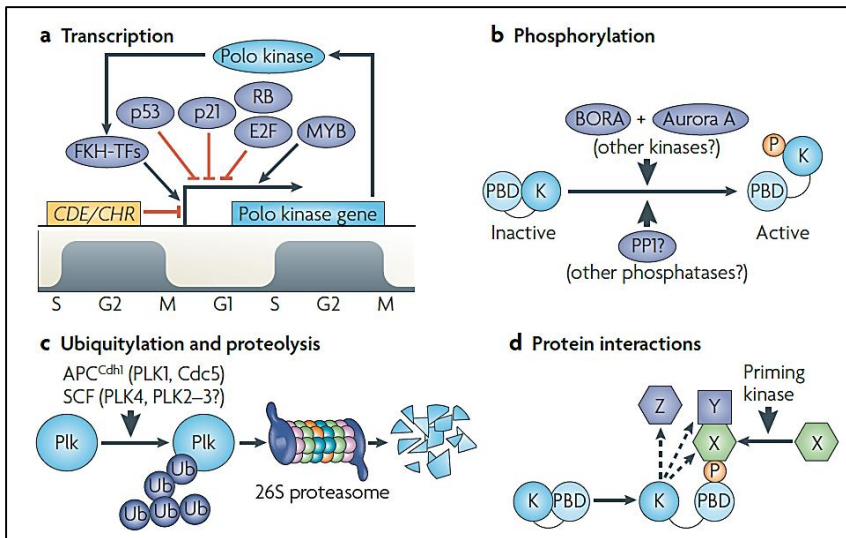 a Transcription
Polo kinase
p53
p21
RB
E2F
MYB
FKH-TFs
CDE/CHR
Polo kinase gene
S G2 M G1 S G2 M
b Phosphorylation
BORA + Aurora A
(other kinases?)
P
K
PBD K
PBD
Inactive
Active
PP1?
(other phosphatases?)
c Ubiquitylation and proteolysis
APCCdh1 (PLK1, Cdc5)
SCF (PLK4, PLK2–3?)
Plk
Plk
Ub
Ub
Ub Ub Ub
26S proteasome
d Protein interactions
Priming
kinase
Z
Y
X
X
P
K PBD
K
PBD